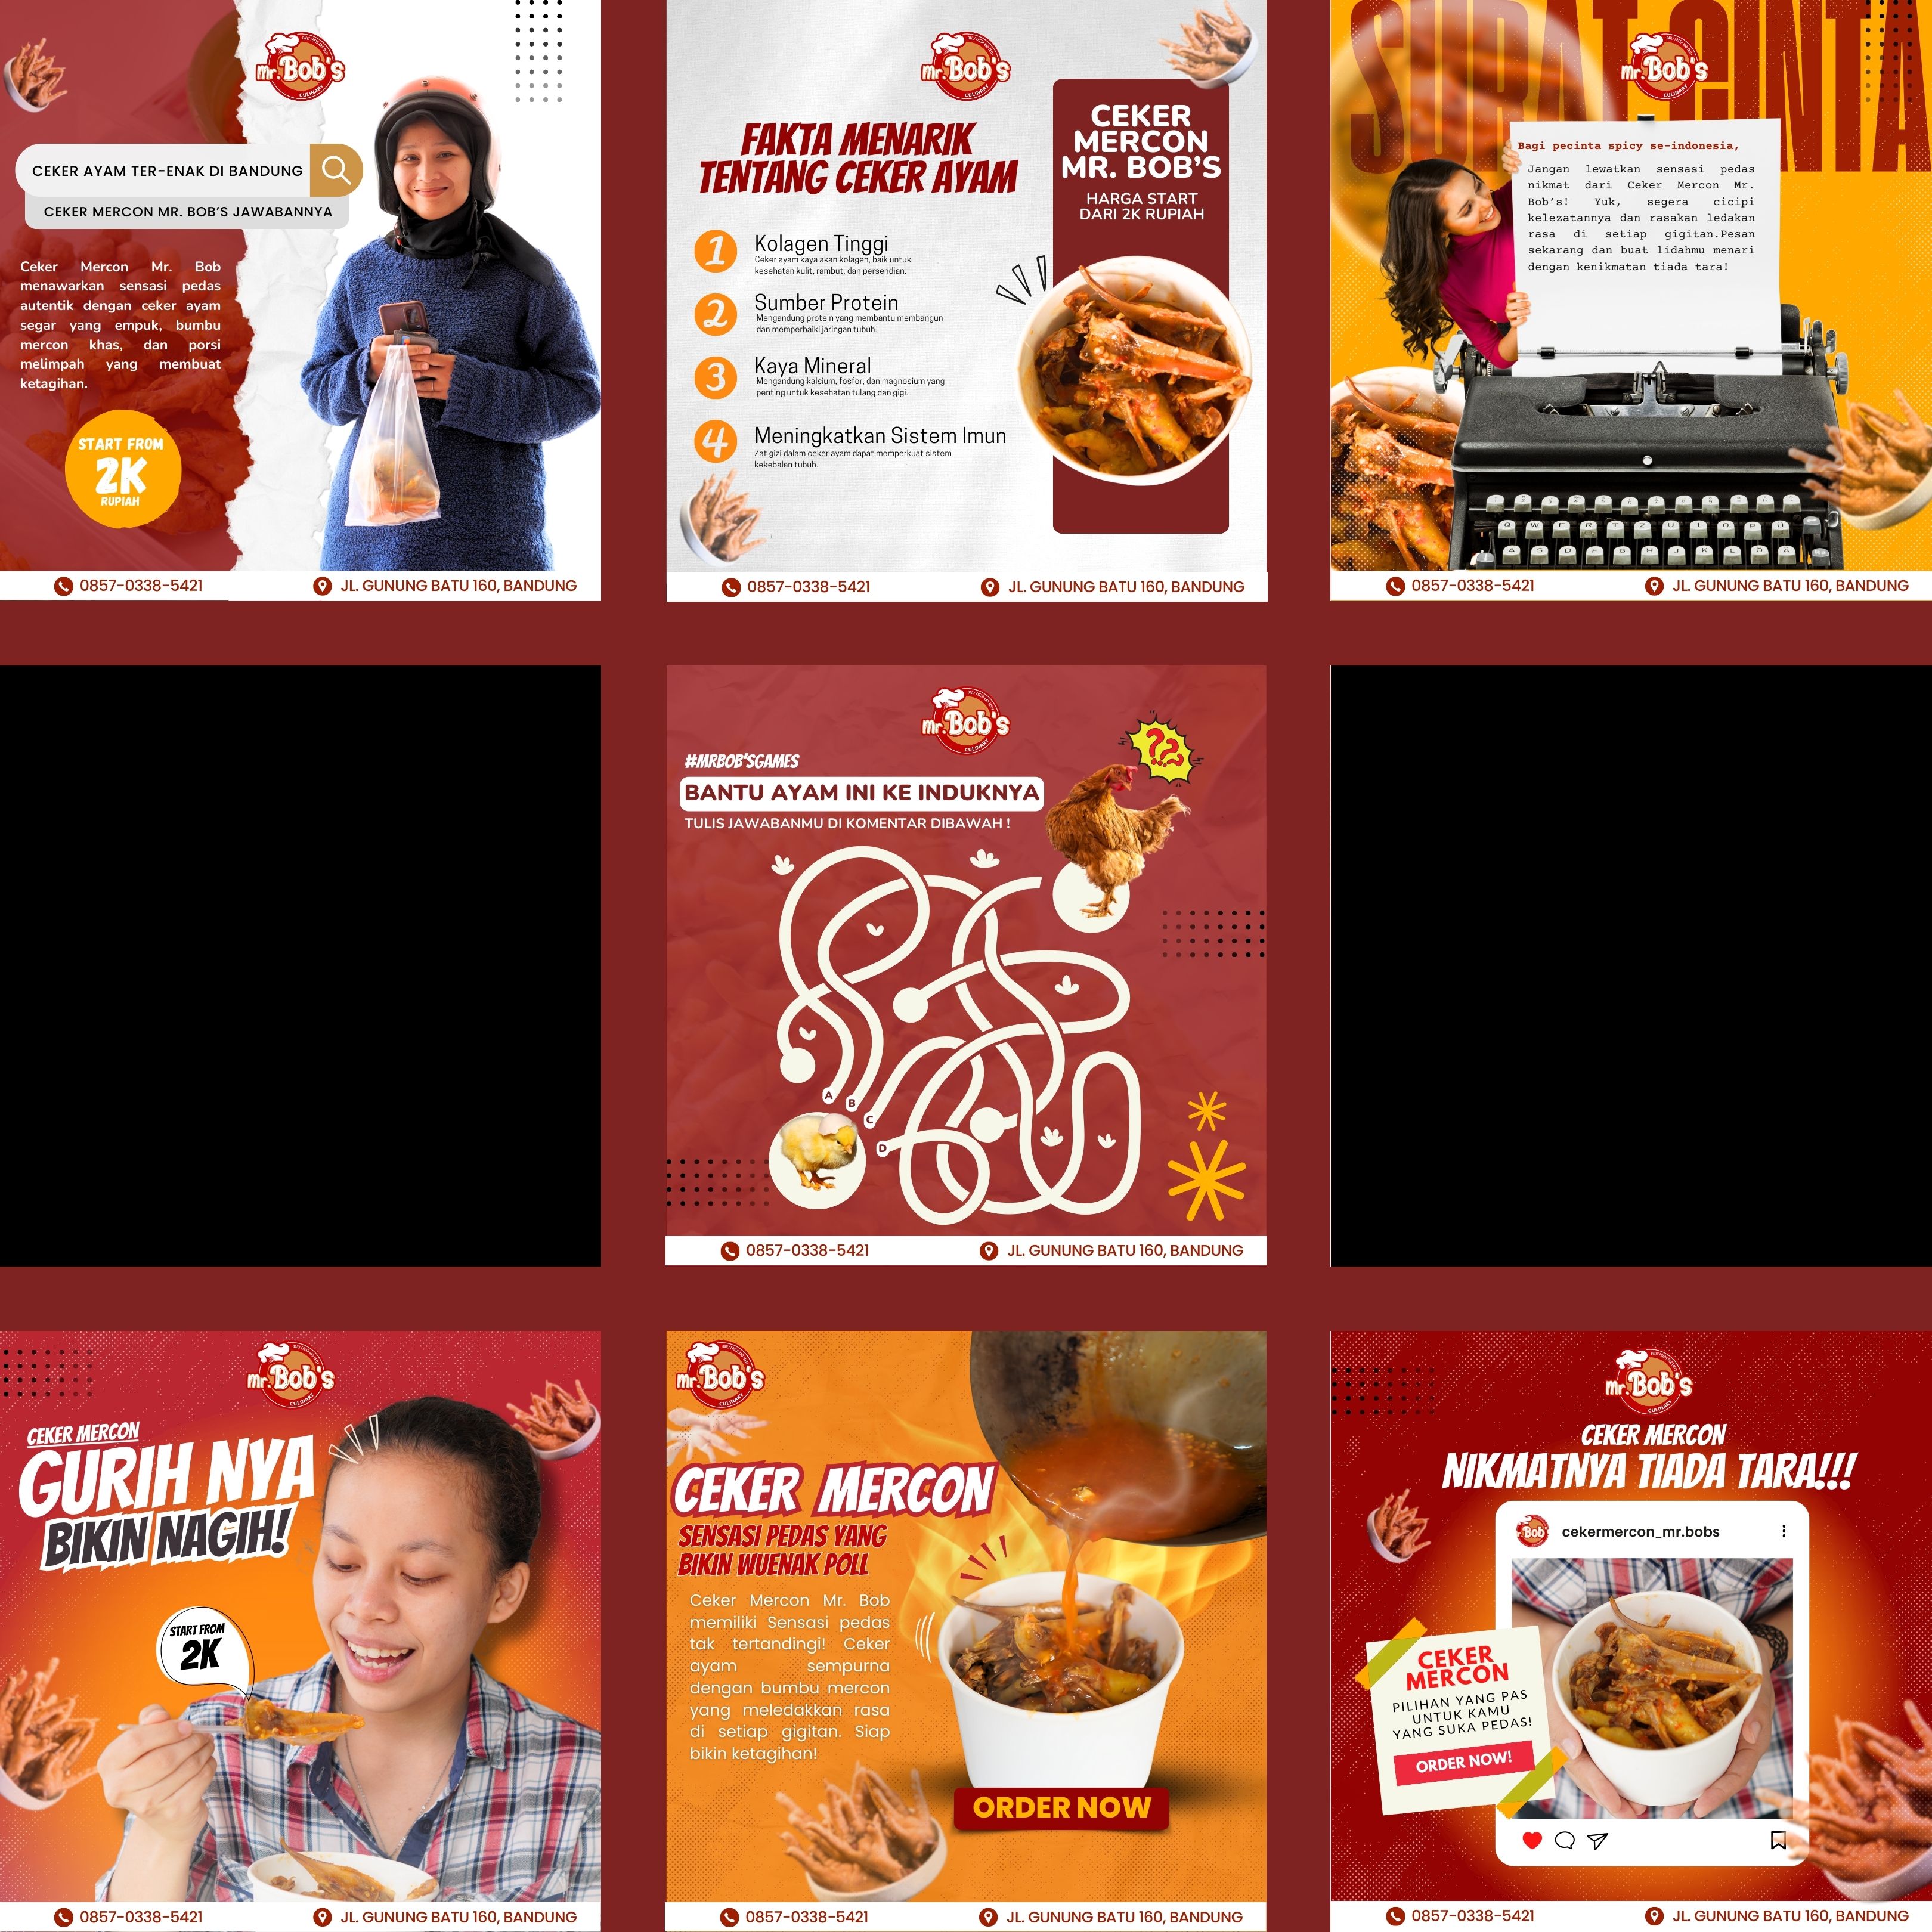 mr. Bob's
CULINARY
CEKER AYAM TER-ENAK DI BANDUNG
CEKER MERCON MR. BOB'S JAWABANNYA
Ceker Mercon Mr. Bob
menawarkan sensasi pedas
autentik dengan ceker ayam
segar yang empuk, bumbu
mercon khas, dan porsi
melimpah yang membuat
ketagihan.
START FROM
2K
RUPIAH
0857-0338-5421
JL. GUNUNG BATU 160, BANDUNG
mr. Bob's
CULINARY
FAKTA MENARIK
TENTANG CEKER AYAM
1
Kolagen Tinggi
Ceker ayam kaya akan kolagen, baik untuk
kesehatan kulit, rambut, dan persendian.
2
Sumber Protein
Mengandung protein yang membantu membangun
dan memperbaiki jaringan tubuh.
3
Kaya Mineral
Mengandung kalsium, fosfor, dan magnesium yang
penting untuk kesehatan tulang dan gigi.
4
Meningkatkan Sistem Imun
Zat gizi dalam ceker ayam dapat memperkuat sistem
kekebalan tubuh.
CEKER
MERCON
MR. BOB'S
HARGA START
DARI 2K RUPIAH
0857-0338-5421
JL. GUNUNG BATU 160, BANDUNG
SURAT CINTA
mr. Bob's
CULINARY
Bagi pecinta spicy se-indonesia,
Jangan lewatkan sensasi pedas
nikmat dari Ceker Mercon Mr.
Bob's! Yuk, segera cicipi
kelezatannya dan rasakan ledakan
rasa di setiap gigitan.Pesan
sekarang dan buat lidahmu menari
dengan kenikmatan tiada tara!
Q W E R T Z U I O P Ü
A S D F G H J K L Ö Ä
0857-0338-5421
JL. GUNUNG BATU 160, BANDUNG
mr. Bob's
CULINARY
#MRBOB'SGAMES
BANTU AYAM INI KE INDUKNYA
TULIS JAWABANMU DI KOMENTAR DIBAWAH !
??
A
B
C
D
0857-0338-5421
JL. GUNUNG BATU 160, BANDUNG
mr. Bob's
CULINARY
CEKER MERCON
GURIH NYA
BIKIN NAGIH!
START FROM
2K
0857-0338-5421
JL. GUNUNG BATU 160, BANDUNG
mr. Bob's
CULINARY
CEKER MERCON
SENSASI PEDAS YANG
BIKIN WUENAK POLL
Ceker Mercon Mr. Bob
memiliki Sensasi pedas
tak tertandingi! Ceker
ayam sempurna
dengan bumbu mercon
yang meledakkan rasa
di setiap gigitan. Siap
bikin ketagihan!
ORDER NOW
0857-0338-5421
JL. GUNUNG BATU 160, BANDUNG
mr. Bob's
CULINARY
CEKER MERCON
NIKMATNYA TIADA TARA!!!
Bob's
cekermercon_mr.bobs
CEKER
MERCON
PILIHAN YANG PAS
UNTUK KAMU
YANG SUKA PEDAS!
ORDER NOW!
0857-0338-5421
JL. GUNUNG BATU 160, BANDUNG